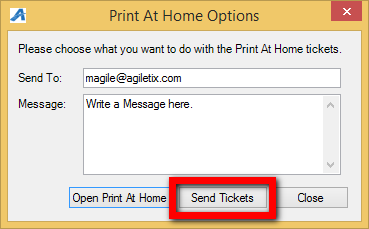 Print At Home Options
Please choose what you want to do with the Print At Home tickets.
Send To: magile@agiletix.com
Message: Write a Message here.
Open Print At Home Send Tickets Close